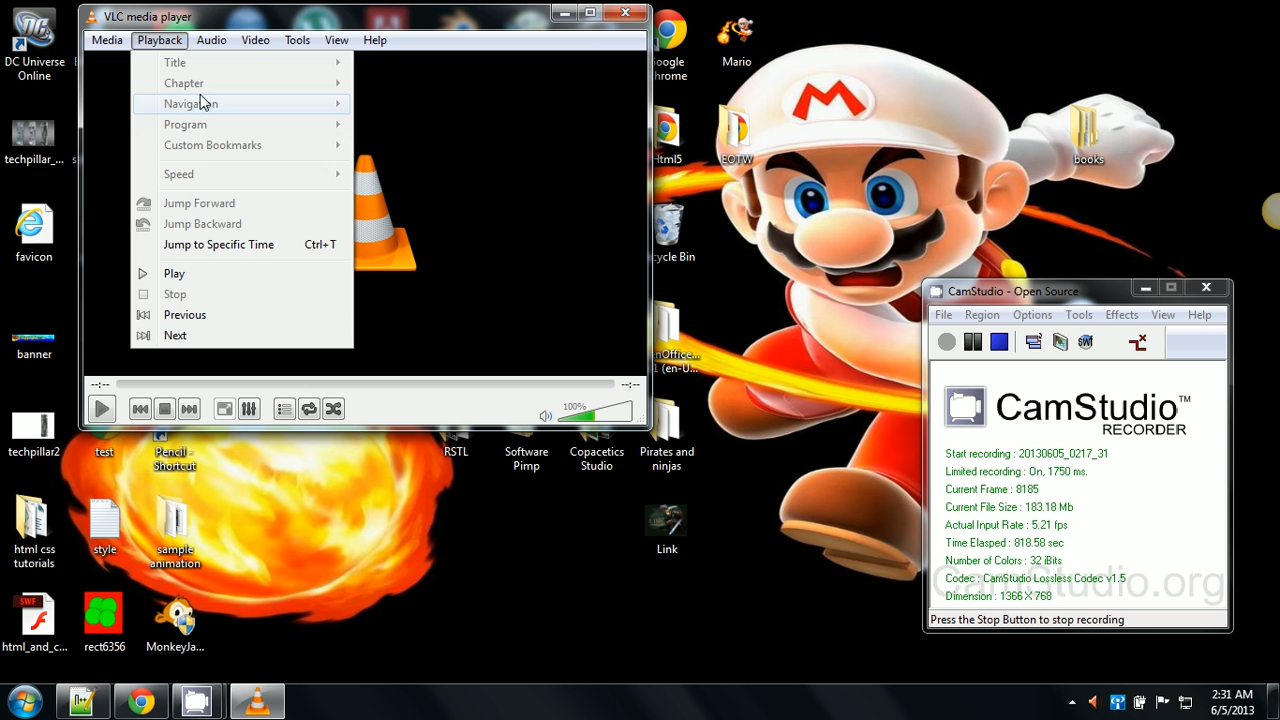 VLC media player
Media Playback Audio Video Tools View Help
Title
Chapter
Navigation
Program
Custom Bookmarks
Speed
Jump Forward
Jump Backward
Jump to Specific Time Ctrl+T
Play
Stop
Previous
Next
--:-- --:--
100%
DC Universe
Online
techpillar_...
favicon
banner
techpillar2
html css
tutorials
html_and_c...
test
style
rect6356
Pencil -
Shortcut
sample
animation
MonkeyJa...
RSTL
Software
Pimp
Copacetics
Studio
Pirates and
ninjas
Link
Mario
EOTW
books
M
CamStudio - Open Source
File Region Options Tools Effects View Help
CamStudio™
RECORDER
Start recording : 20130605_0217_31
Limited recording : On, 1750 ms.
Current Frame : 8185
Current File Size : 183.18 Mb
Actual Input Rate : 5.21 fps
Time Elasped : 818.58 sec
Number of Colors : 32 iBits
Codec : CamStudio Lossless Codec v1.5
Dimension : 1366 X 768
CamStudio.org
Press the Stop Button to stop recording
2:31 AM
6/5/2013